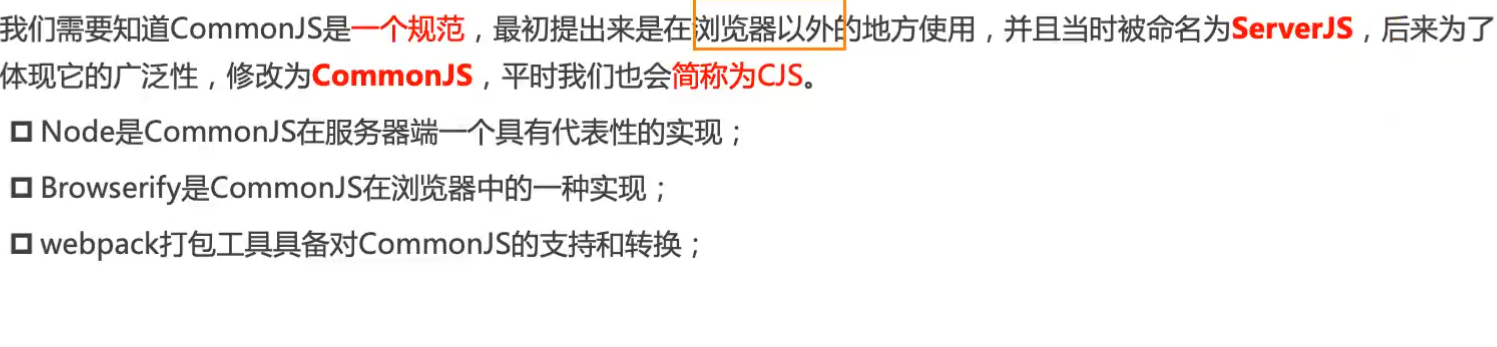 我们需要知道CommonJS是一个规范，最初提出来是在浏览器以外的地方使用，并且当时被命名为ServerJS，后来为了
体现它的广泛性，修改为CommonJS，平时我们也会简称为CJS。
Node是CommonJS在服务器端一个具有代表性的实现；
Browserify是CommonJS在浏览器中的一种实现；
webpack打包工具具备对CommonJS的支持和转换；